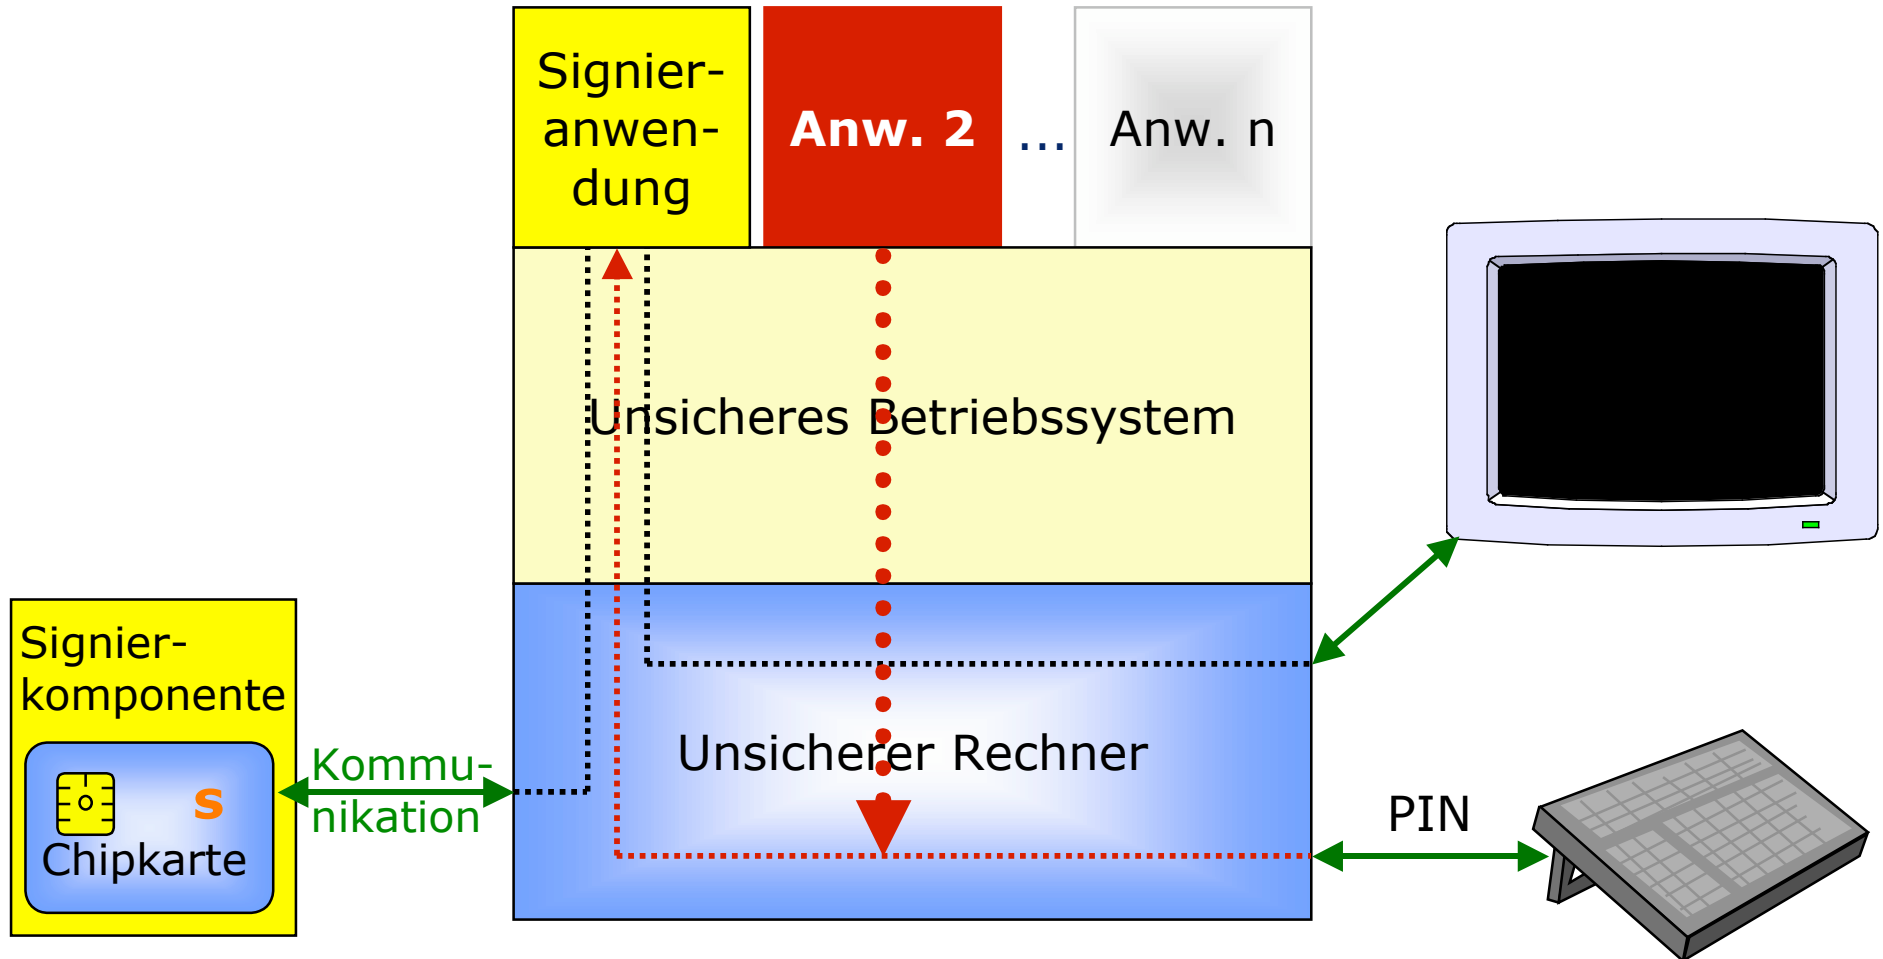 Signier-
anwen-
dung
Anw. 2
...
Anw. n
Unsicheres Betriebssystem
Signier-
komponente
s
Chipkarte
Kommu-
nikation
Unsicherer Rechner
PIN